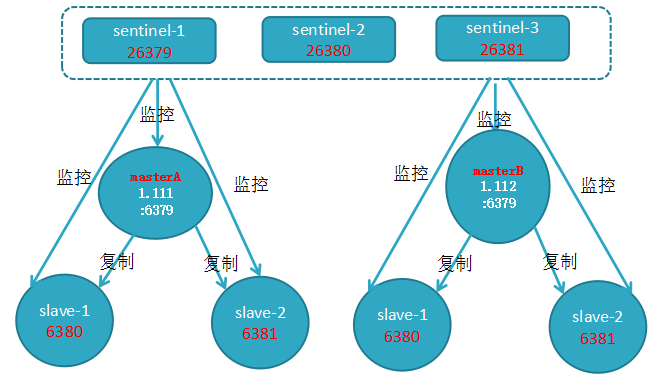 sentinel-1
26379
sentinel-2
26380
sentinel-3
26381
监控
监控
监控
监控
监控
监控
masterA
1.111
:6379
masterB
1.112
:6379
复制
复制
复制
复制
slave-1
6380
slave-2
6381
slave-1
6380
slave-2
6381